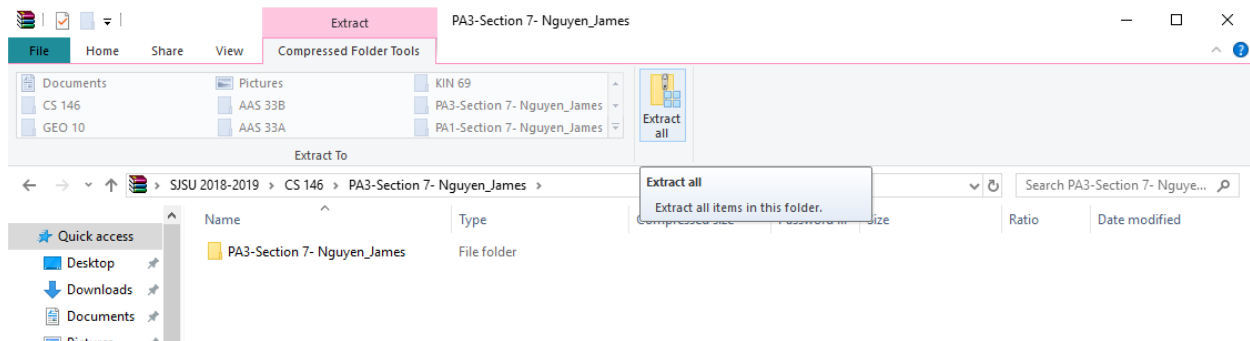 Extract PA3-Section 7- Nguyen_James
File Home Share View Compressed Folder Tools
Documents Pictures KIN 69
CS 146 AAS 33B PA3-Section 7- Nguyen_James
GEO 10 AAS 33A PA1-Section 7- Nguyen_James
Extract all
Extract To
SJSU 2018-2019 > CS 146 > PA3-Section 7- Nguyen_James > Search PA3-Section 7- Nguye...
Extract all
Extract all items in this folder.
Name Type Compressed size Password ... Size Ratio Date modified
Quick access
PA3-Section 7- Nguyen_James File folder
Desktop
Downloads
Documents
Pictures